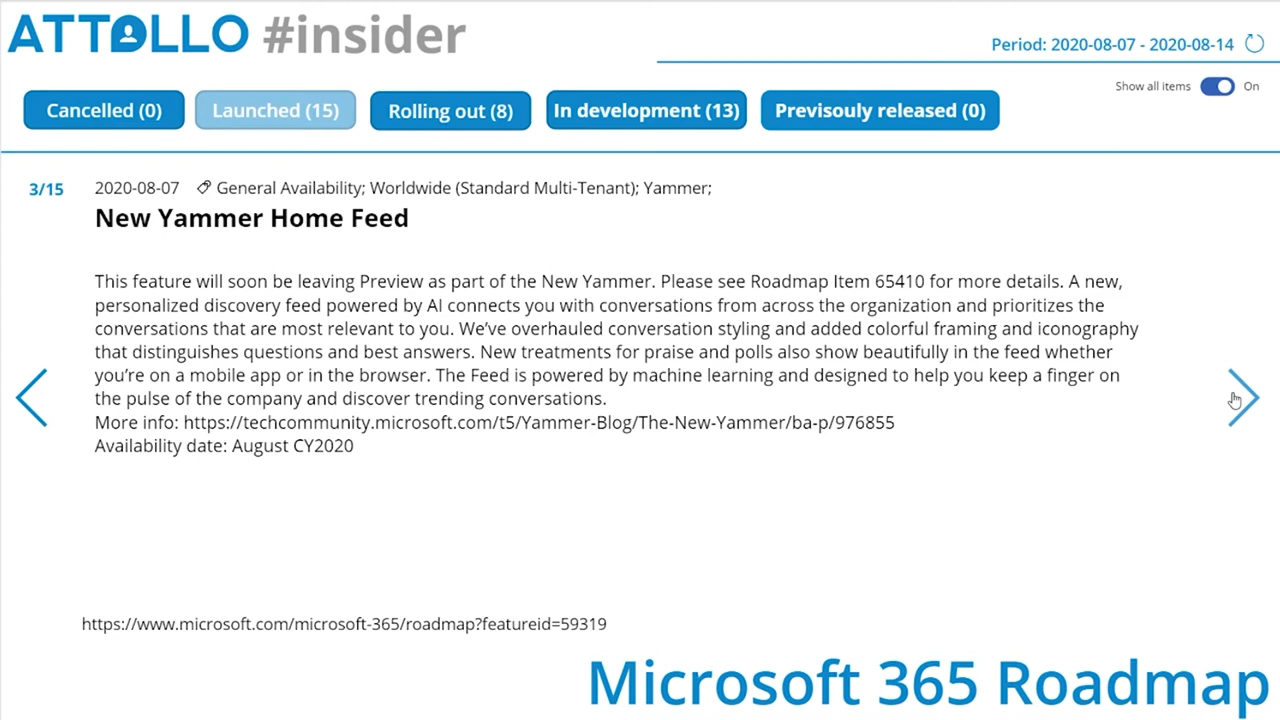 ATTOLLO #insider
Period: 2020-08-07 - 2020-08-14
Show all items On
Cancelled (0) Launched (15) Rolling out (8) In development (13) Previsouly released (0)
3/15 2020-08-07 General Availability; Worldwide (Standard Multi-Tenant); Yammer;
New Yammer Home Feed
This feature will soon be leaving Preview as part of the New Yammer. Please see Roadmap Item 65410 for more details. A new,
personalized discovery feed powered by AI connects you with conversations from across the organization and prioritizes the
conversations that are most relevant to you. We’ve overhauled conversation styling and added colorful framing and iconography
that distinguishes questions and best answers. New treatments for praise and polls also show beautifully in the feed whether
you’re on a mobile app or in the browser. The Feed is powered by machine learning and designed to help you keep a finger on
the pulse of the company and discover trending conversations.
More info: https://techcommunity.microsoft.com/t5/Yammer-Blog/The-New-Yammer/ba-p/976855
Availability date: August CY2020
https://www.microsoft.com/microsoft-365/roadmap?featureid=59319
Microsoft 365 Roadmap